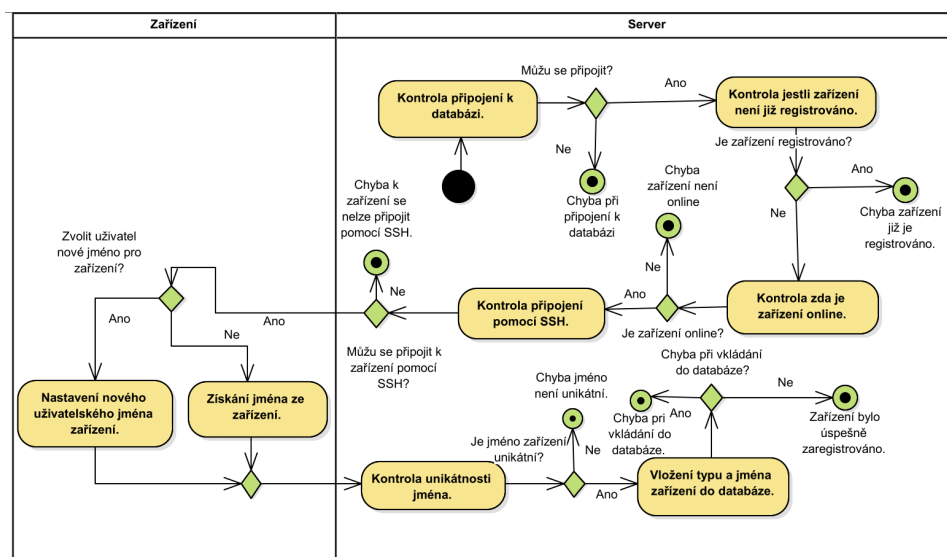 Zařízení
Server
Můžu se připojit?
Ano
Kontrola připojení k
databázi.
Kontrola jestli zařízení
není již registrováno.
Ne
Je zařízení registrováno?
Chyba při
připojení k
databázi
Ano
Ne
Chyba zařízení
již je
registrováno.
Chyba
zařízení není
online
Ne
Chyba k
zařízení se
nelze připojit
pomocí SSH.
Ne
Zvolit uživatel
nové jméno pro
zařízení?
Kontrola zda je
zařízení online.
Ano
Je zařízení online?
Kontrola připojení
pomocí SSH.
Ano
Můžu se připojit k
zařízení pomocí
SSH?
Ano
Ne
Nastavení nového
uživatelského jména
zařízení.
Získání jména ze
zařízení.
Chyba při vkládání
do databáze?
Chyba jméno
není unikátní.
Ano
Ne
Chyba pri
vkládání do
databáze.
Zařízení bylo
úspešně
zaregistrováno.
Je jméno zařízení
unikátní?
Ne
Kontrola unikátnosti
jména.
Ano
Vložení typu a jména
zařízení do databáze.